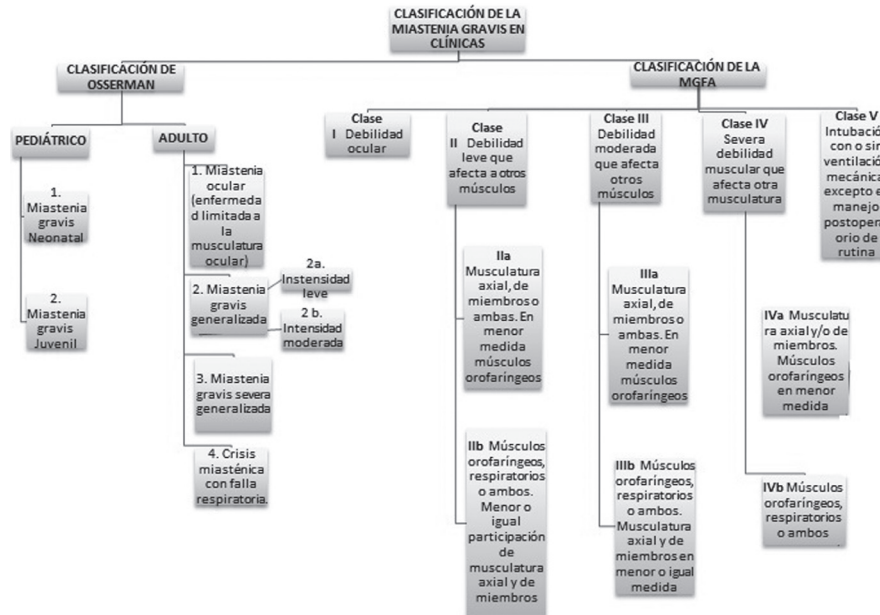 CLASIFICACIÓN DE LA
MIASTENIA GRAVIS EN
CLÍNICAS
CLASIFICACIÓN DE
OSSERMAN
PEDIÁTRICO
1.
Miastenia
gravis
Neonatal
2.
Miastenia
gravis
Juvenil
ADULTO
1. Miastenia
ocular
(enfermeda
d limitada a
la
musculatura
ocular)
2. Miastenia
gravis
generalizada
2a.
Instensidad
leve
2 b.
Intensidad
moderada
3. Miastenia
gravis severa
generalizada
4. Crisis
miasténica
con falla
respiratoria.
CLASIFICACIÓN DE LA
MGFA
Clase
I Debilidad
ocular
Clase
II Debilidad
leve que
afecta a otros
músculos
IIa
Musculatura
axial, de
miembros o
ambas. En
menor
medida
músculos
orofaríngeos
IIb Músculos
orofaríngeos,
respiratorios
o ambos.
Menor o
igual
participación
de
musculatura
axial y de
miembros
Clase III
Debilidad
moderada
que afecta
otros
músculos
IIIa
Musculatura
axial, de
miembros o
ambas. En
menor
medida
músculos
orofaríngeos
IIIb Músculos
orofaríngeos,
respiratorios
o ambos.
Musculatura
axial y de
miembros en
menor o igual
medida
Clase IV
Severa
debilidad
muscular que
afecta otra
musculatura
IVa Musculatu
ra axial y/o de
miembros.
Músculos
orofaríngeos
en menor
medida
IVb Músculos
orofaríngeos,
respiratorios
o ambos
Clase V
Intubació
con o sin
ventilació
mecánica
excepto e
manejo
postopera
orio de
rutina